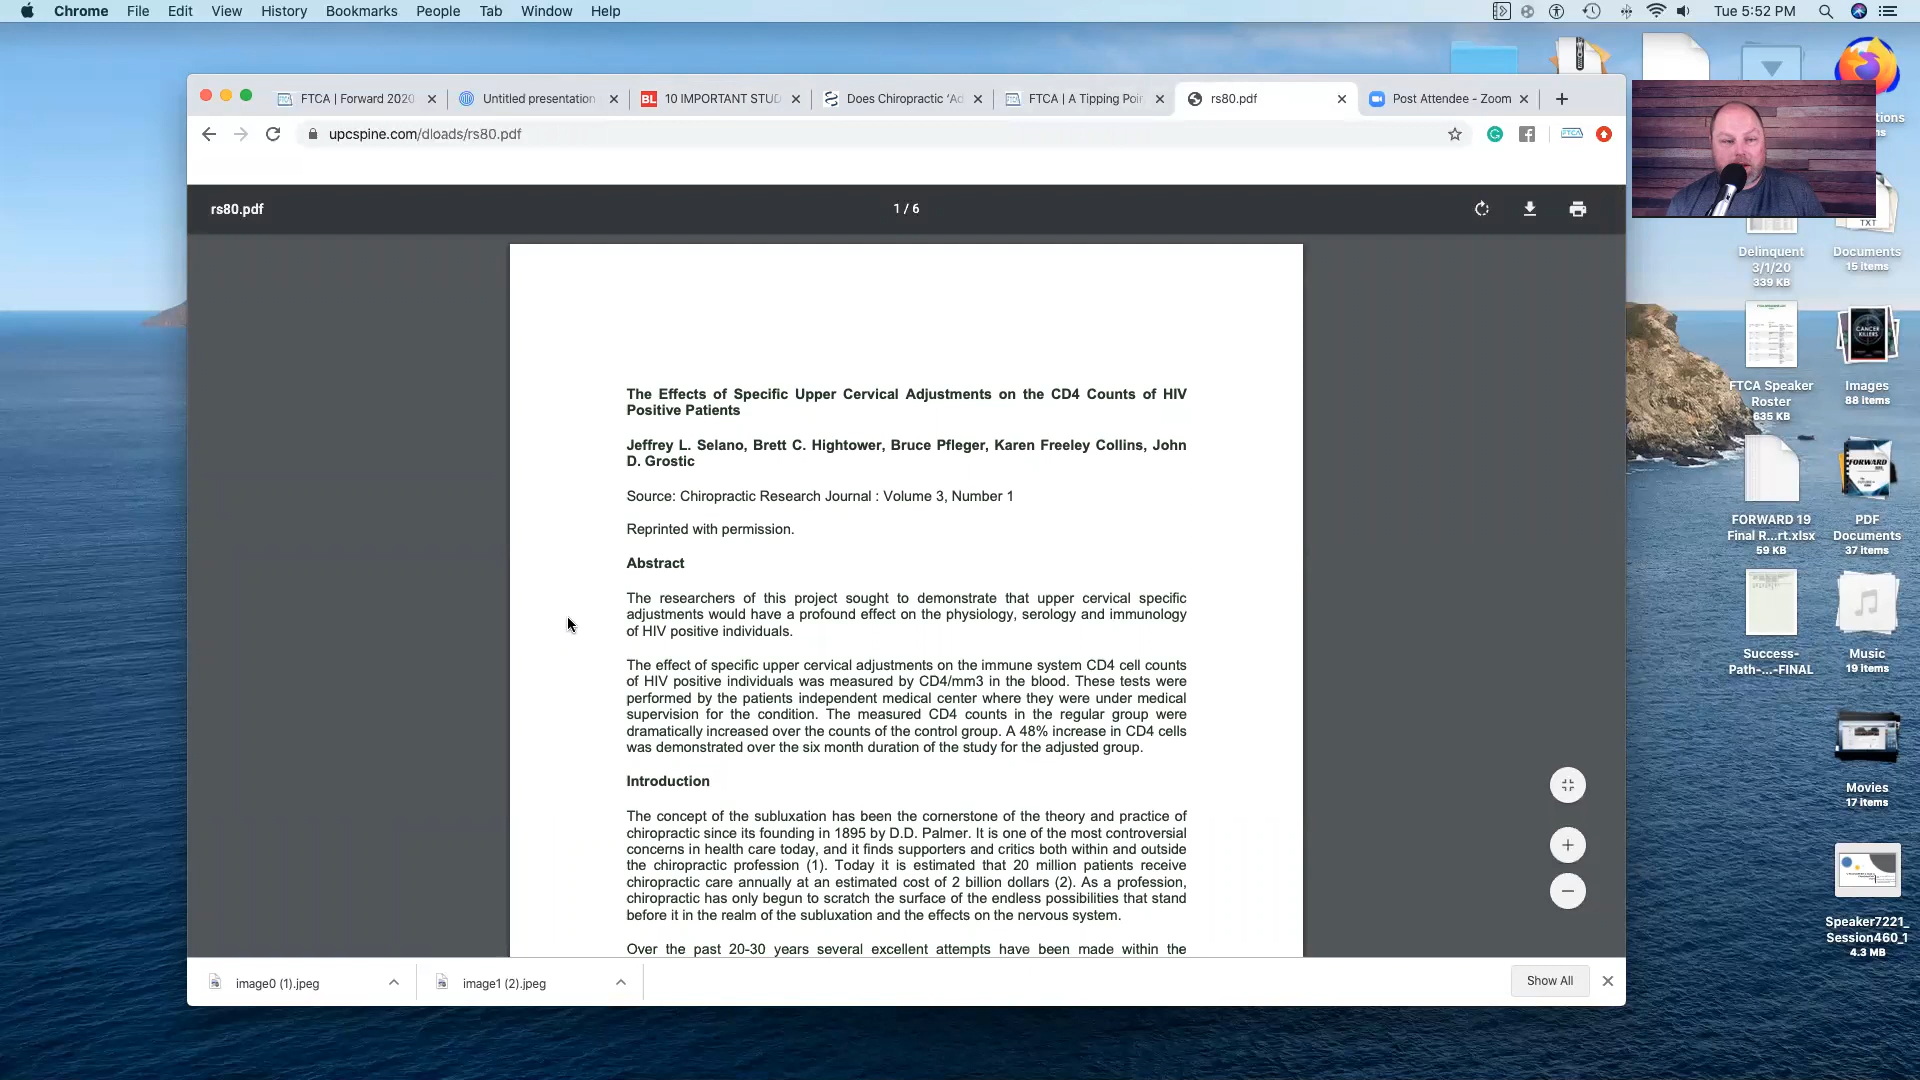 Chrome File Edit View History Bookmarks People Tab Window Help
Tue 5:52 PM
FTCA | Forward 2020
Untitled presentation
BL 10 IMPORTANT STUD
Does Chiropractic ‘Ad
FTCA | A Tipping Poin
rs80.pdf
Post Attendee - Zoom
upcspine.com/dloads/rs80.pdf
FTCA
rs80.pdf
1 / 6
The Effects of Specific Upper Cervical Adjustments on the CD4 Counts of HIV
Positive Patients
Jeffrey L. Selano, Brett C. Hightower, Bruce Pfleger, Karen Freeley Collins, John
D. Grostic
Source: Chiropractic Research Journal : Volume 3, Number 1
Reprinted with permission.
Abstract
The researchers of this project sought to demonstrate that upper cervical specific
adjustments would have a profound effect on the physiology, serology and immunology
of HIV positive individuals.
The effect of specific upper cervical adjustments on the immune system CD4 cell counts
of HIV positive individuals was measured by CD4/mm3 in the blood. These tests were
performed by the patients independent medical center where they were under medical
supervision for the condition. The measured CD4 counts in the regular group were
dramatically increased over the counts of the control group. A 48% increase in CD4 cells
was demonstrated over the six month duration of the study for the adjusted group.
Introduction
The concept of the subluxation has been the cornerstone of the theory and practice of
chiropractic since its founding in 1895 by D.D. Palmer. It is one of the most controversial
concerns in health care today, and it finds supporters and critics both within and outside
the chiropractic profession (1). Today it is estimated that 20 million patients receive
chiropractic care annually at an estimated cost of 2 billion dollars (2). As a profession,
chiropractic has only begun to scratch the surface of the endless possibilities that stand
before it in the realm of the subluxation and the effects on the nervous system.
Over the past 20-30 years several excellent attempts have been made within the
image0 (1).jpeg
image1 (2).jpeg
Show All
TXT
Delinquent
3/1/20
339 KB
Documents
15 items
FTCA Speaker
Roster
635 KB
CANCER
KILLERS
Images
88 items
FORWARD 19
Final R...rt.xlsx
59 KB
FORWARD
PDF
Documents
37 items
Success-
Path-...-FINAL
Music
19 items
Movies
17 items
Speaker7221_
Session460_1
4.3 MB